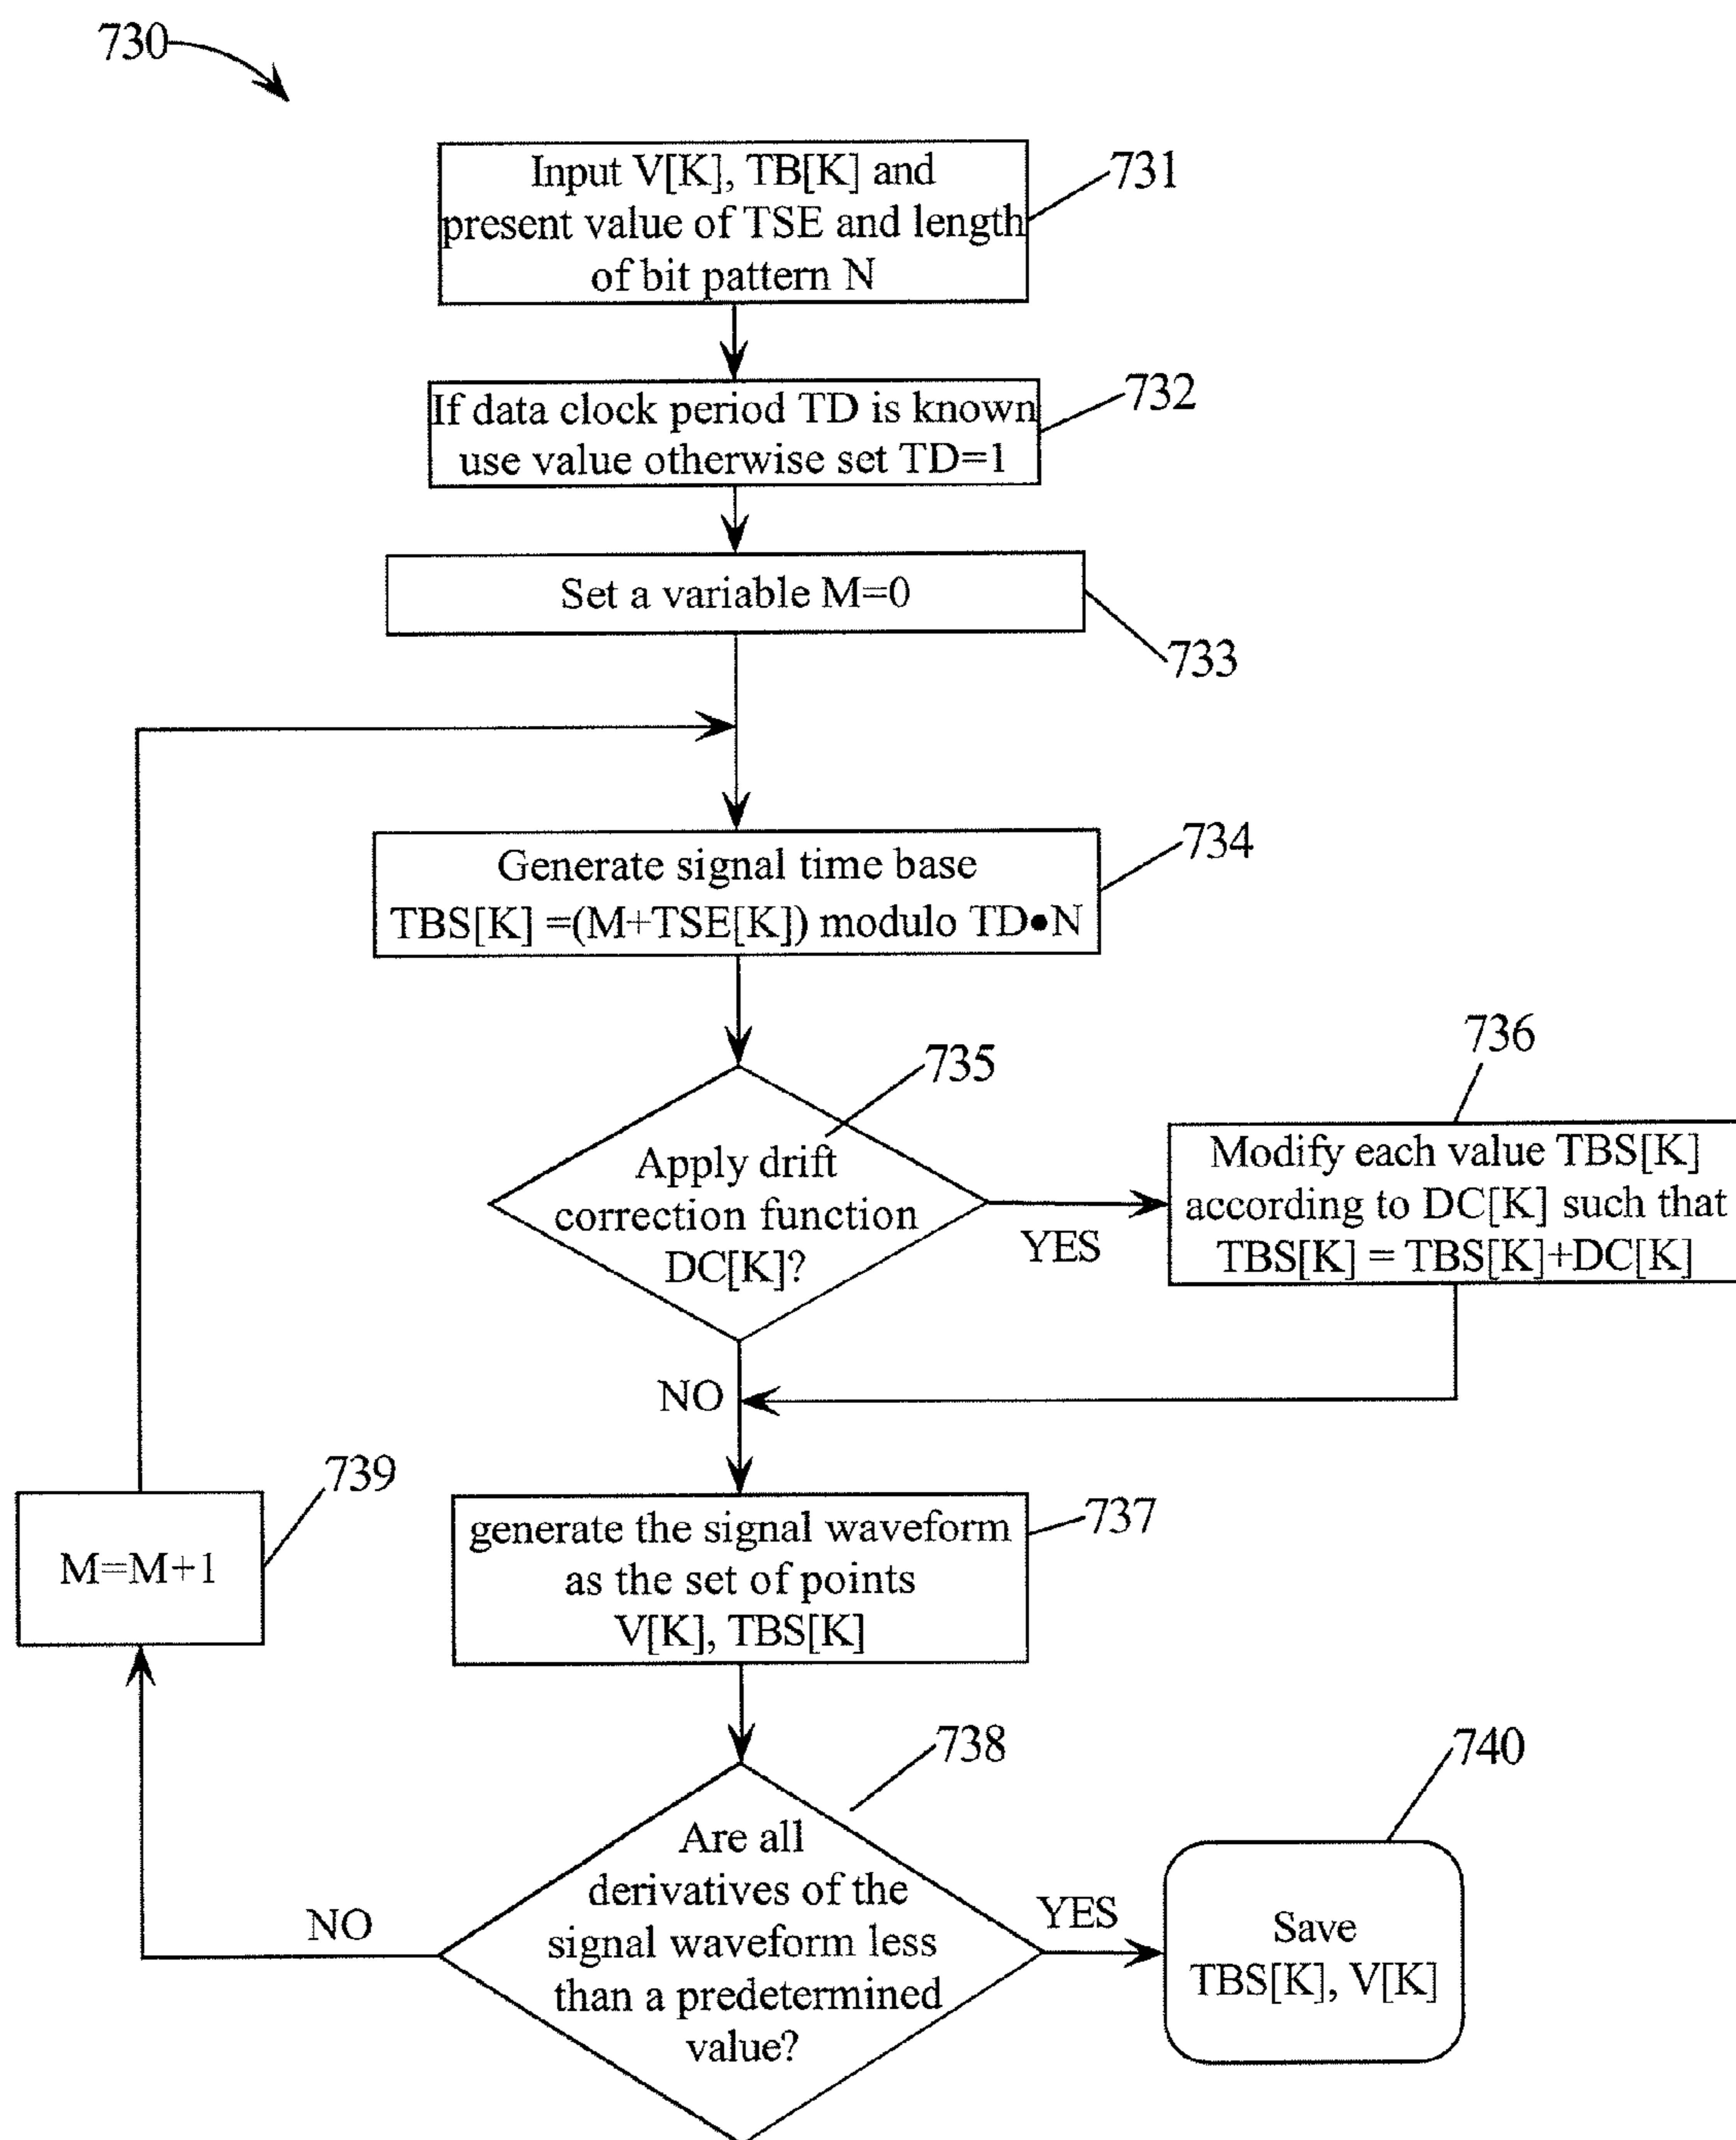 730
Input V[K], TB[K] and
present value of TSE and length
of bit pattern N
731
If data clock period TD is known
use value otherwise set TD=1
732
Set a variable M=0
733
Generate signal time base
TBS[K] =(M+TSE[K]) modulo TD●N
734
735
Apply drift
correction function
DC[K]?
YES
NO
736
Modify each value TBS[K]
according to DC[K] such that
TBS[K] = TBS[K]+DC[K]
739
M=M+1
generate the signal waveform
as the set of points
V[K], TBS[K]
737
738
Are all
derivatives of the
signal waveform less
than a predetermined
value?
NO
YES
740
Save
TBS[K], V[K]